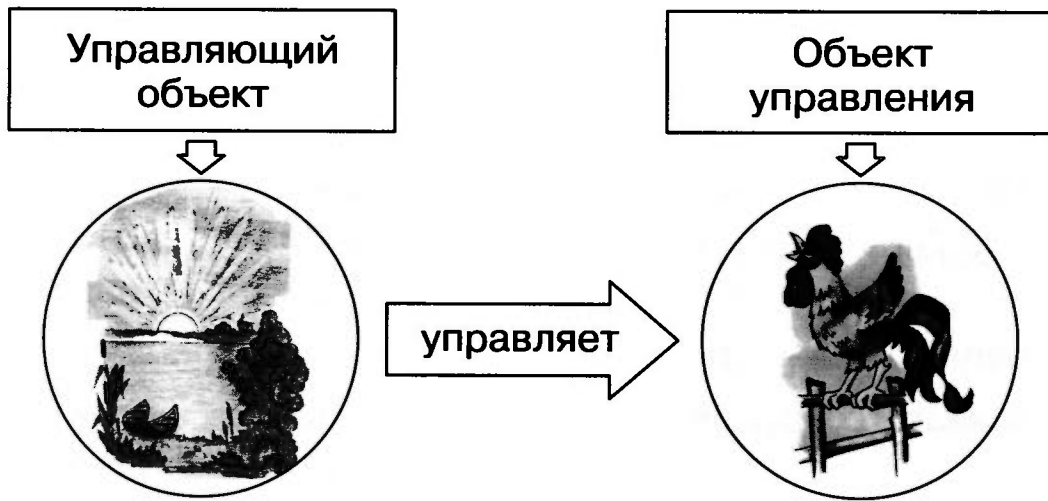 Управляющий
объект
Объект
управления
управляет